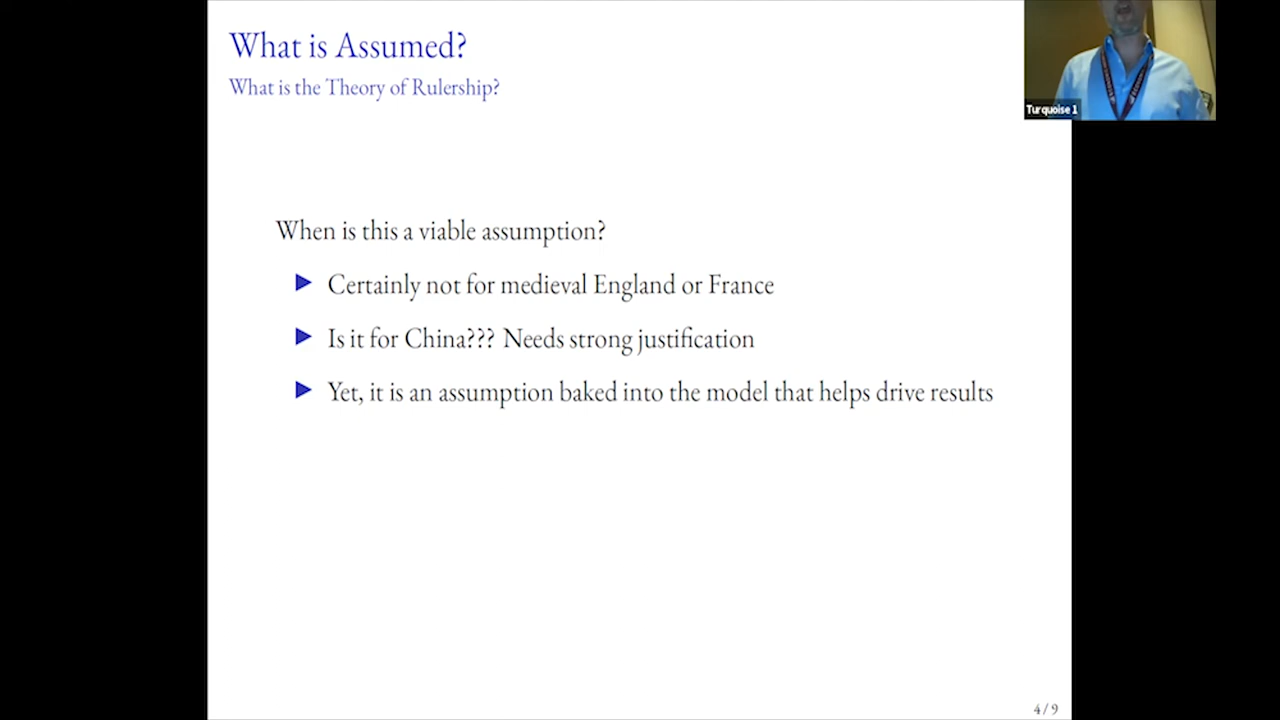 What is Assumed?
What is the Theory of Rulership?
Turquoise 1
When is this a viable assumption?
▶ Certainly not for medieval England or France
▶ Is it for China??? Needs strong justification
▶ Yet, it is an assumption baked into the model that helps drive results
4 / 9